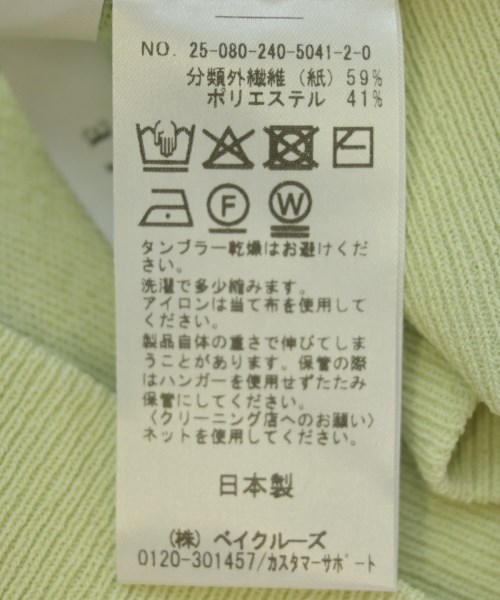 NO. 25-080-240-5041-2-0
分類外繊維（紙）59%
ポリエステル 41%
F W
タンブラー乾燥はお避けくだ
さい。
洗濯で多少縮みます。
アイロンは当て布を使用して
ください。
製品自体の重さで伸びてしま
うことがあります。保管の際
はハンガーを使用せずたたみ
保管にしてください。
〈クリーニング店へのお願い〉
ネットを使用してください。
日本製
（株）ベイクルーズ
0120-301457/カスタマーサポート